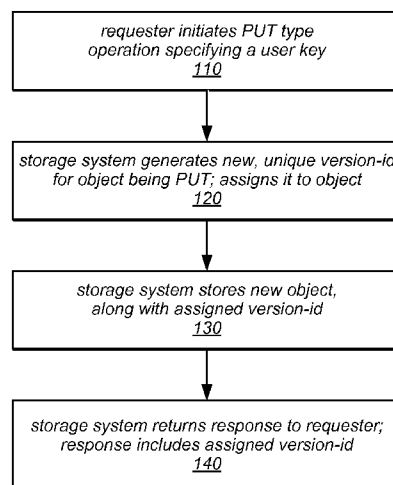 requester initiates PUT type
operation specifying a user key
110
storage system generates new, unique version-id
for object being PUT; assigns it to object
120
storage system stores new object,
along with assigned version-id
130
storage system returns response to requester;
response includes assigned version-id
140